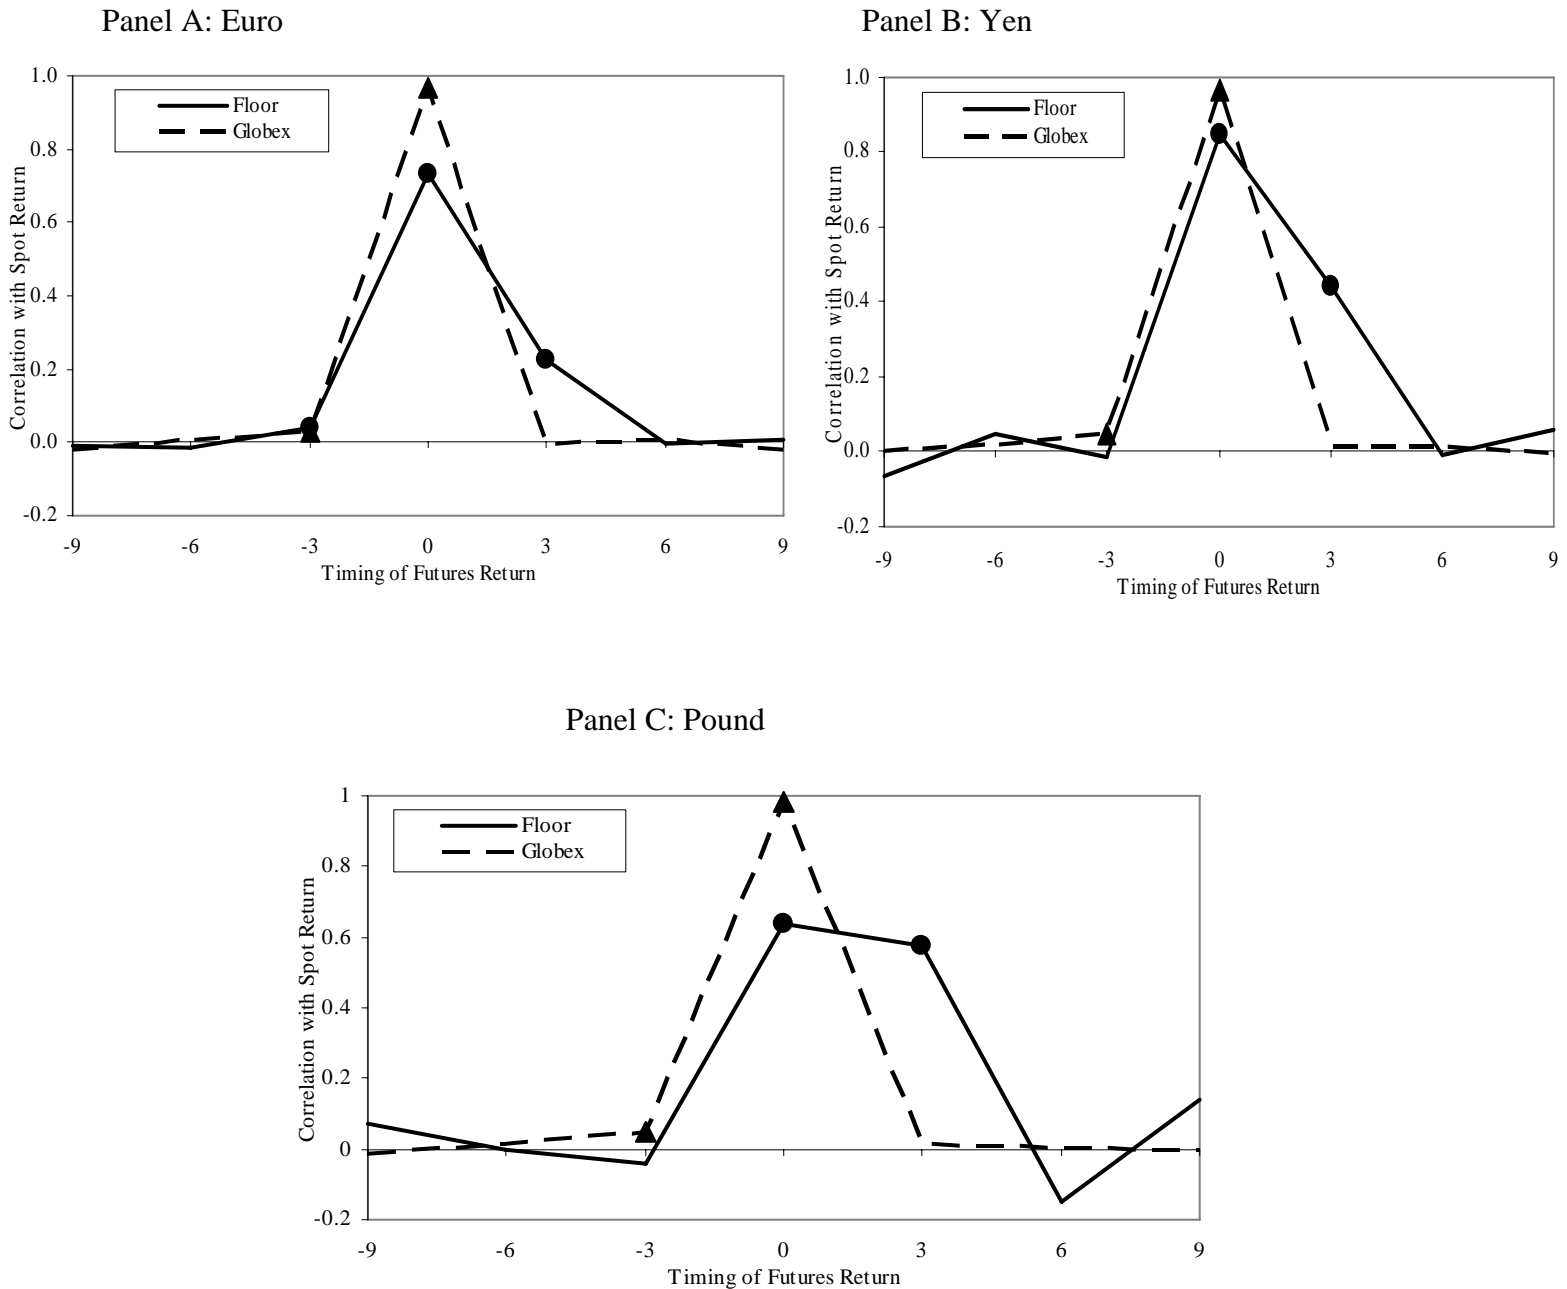 Panel A: Euro
1.0
0.8
0.6
0.4
0.2
0.0
-0.2
Correlation with Spot Return
Floor
Globex
-9 -6 -3 0 3 6 9
Timing of Futures Return
Panel B: Yen
1.0
0.8
0.6
0.4
0.2
0.0
-0.2
Correlation with Spot Return
Floor
Globex
-9 -6 -3 0 3 6 9
Timing of Futures Return
Panel C: Pound
1
0.8
0.6
0.4
0.2
0
-0.2
Correlation with Spot Return
Floor
Globex
-9 -6 -3 0 3 6 9
Timing of Futures Return